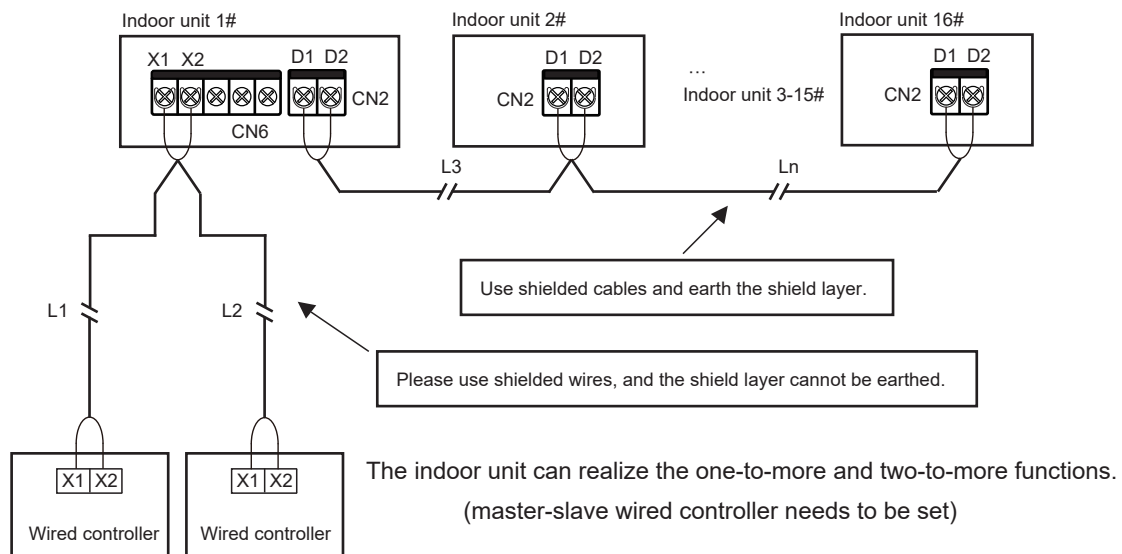 Indoor unit 1#
Indoor unit 2#
Indoor unit 16#
X1 X2
D1 D2
CN2
CN6
D1 D2
CN2
...
Indoor unit 3-15#
D1 D2
CN2
L3
Ln
Use shielded cables and earth the shield layer.
L1
L2
Please use shielded wires, and the shield layer cannot be earthed.
X1 X2
Wired controller
X1 X2
Wired controller
The indoor unit can realize the one-to-more and two-to-more functions.
(master-slave wired controller needs to be set)